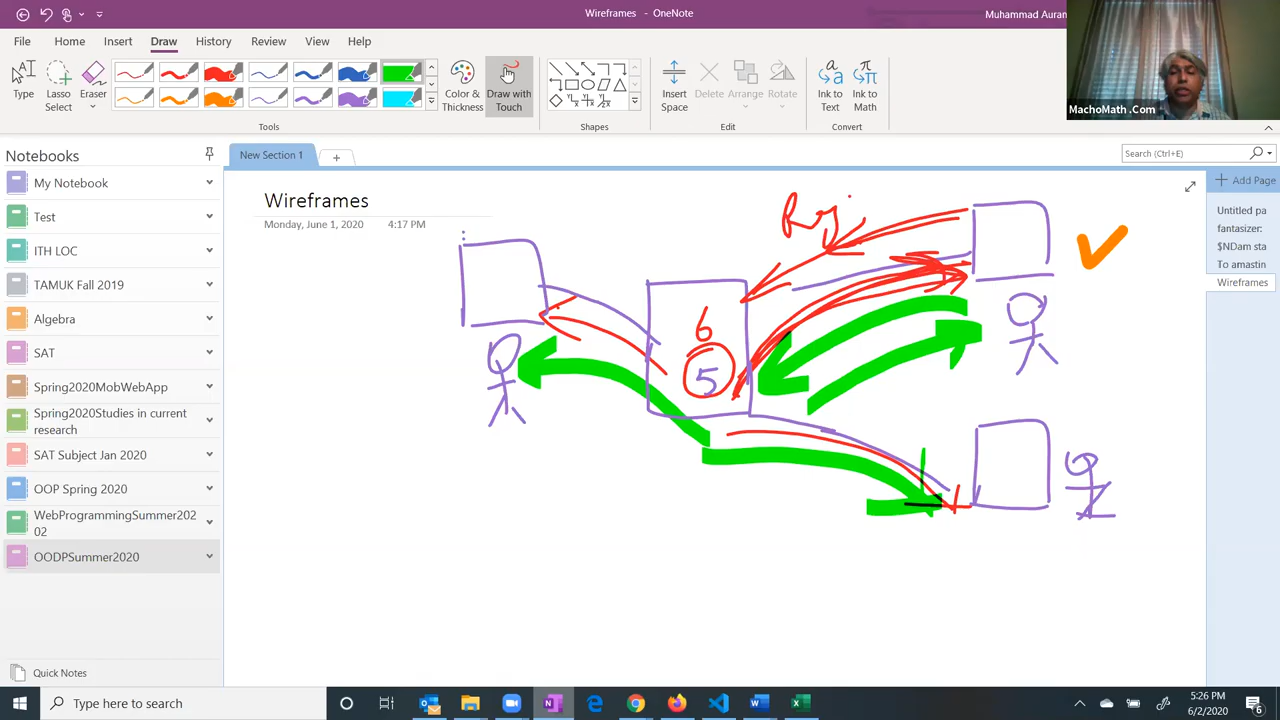 Wireframes - OneNote
Muhammad Auran
File Home Insert Draw History Review View Help
Type
Lasso Select
Eraser
Color & Thickness
Draw with Touch
Insert Space
Delete
Arrange
Rotate
Ink to Text
Ink to Math
Tools
Shapes
Edit
Convert
MachoMath .Com
Notebooks
New Section 1
Search (Ctrl+E)
My Notebook
Test
ITH LOC
TAMUK Fall 2019
Algebra
SAT
Spring2020MobWebApp
Spring2020Studies in current
research
SAT Subject Jan 2020
OOP Spring 2020
WebProgrammingSummer202
02
OODPSummer2020
Quick Notes
Wireframes
Monday, June 1, 2020 4:17 PM
6
5
Add Page
Untitled pa
fantasizer:
$NDam sta
To amastin
Wireframes
Type here to search
5:26 PM
6/2/2020
6